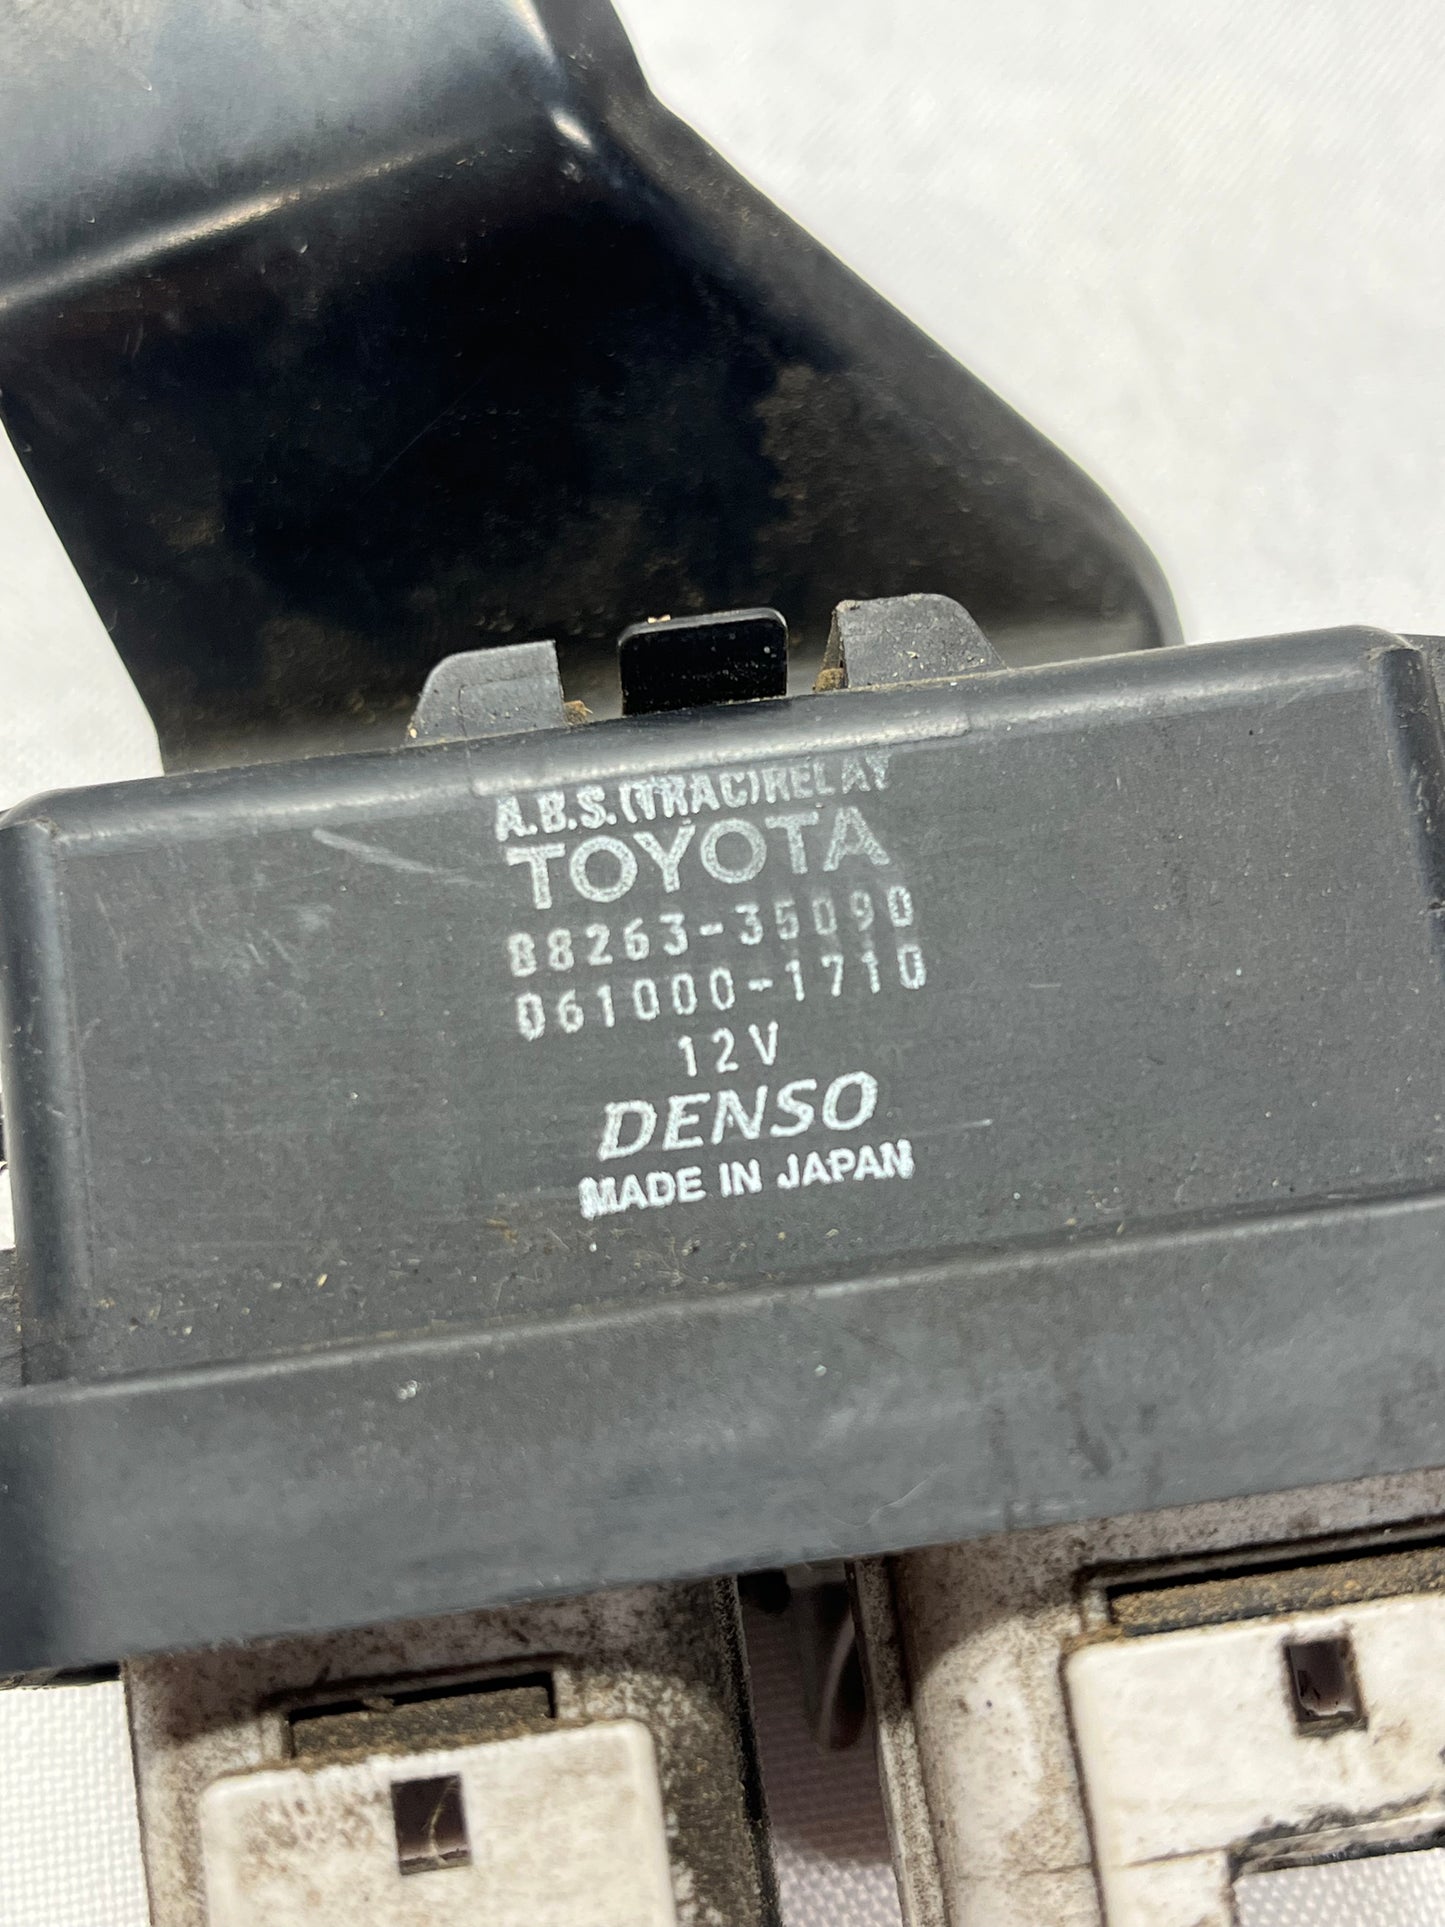 A.B.S.(TRAC)RELAY
TOYOTA
88263-35090
061000-1710
12V
DENSO
MADE IN JAPAN